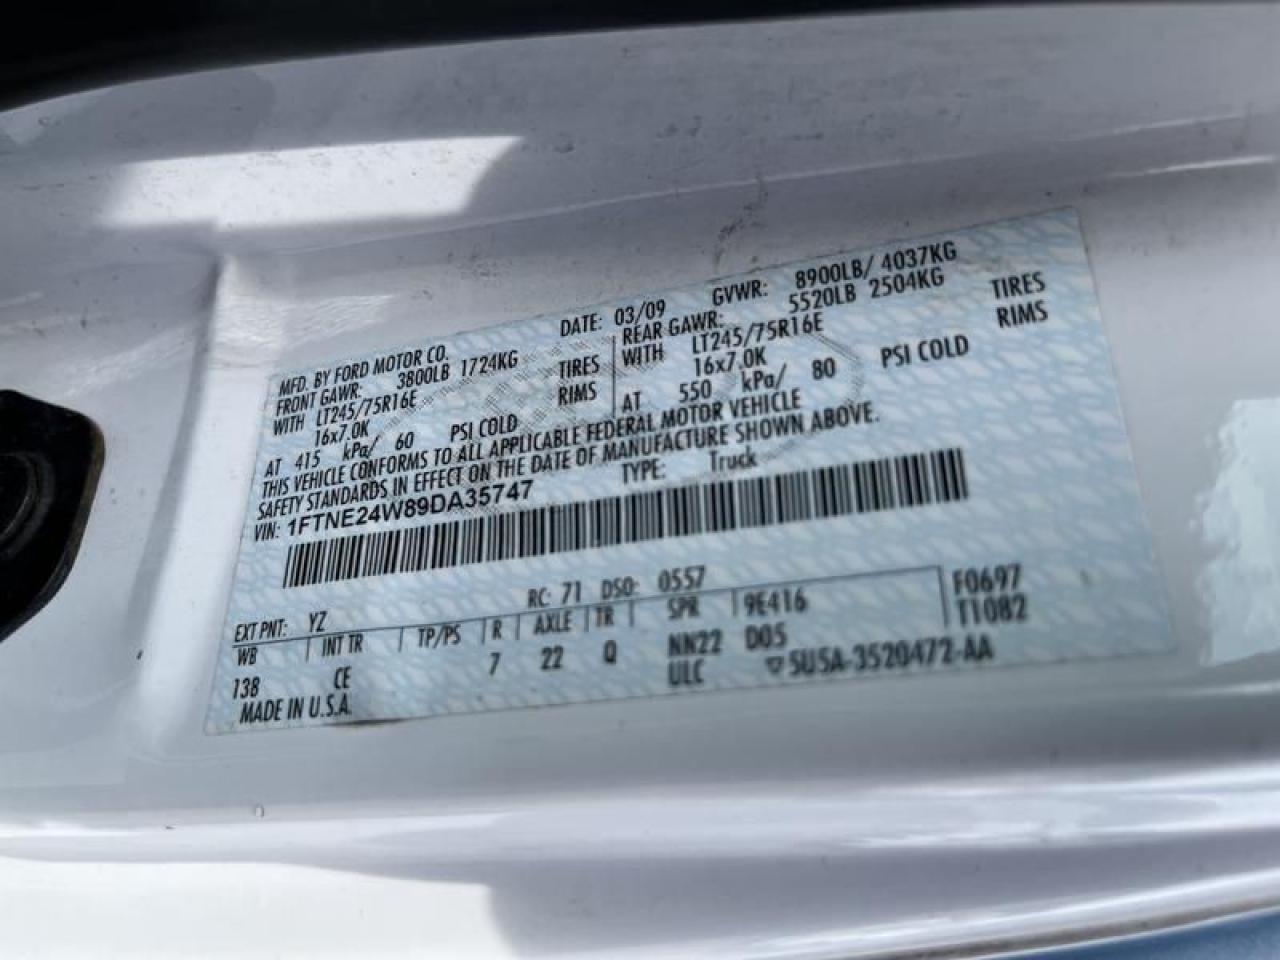 MFD. BY FORD MOTOR CO.
DATE: 03/09 GVWR: 8900LB/ 4037KG
FRONT GAWR: 3800LB 1724KG
REAR GAWR: 5520LB 2504KG
WITH LT245/75R16E TIRES
WITH LT245/75R16E TIRES
16x7.0K RIMS
16x7.0K RIMS
AT 415 kPa/ 60 PSI COLD
AT 550 kPa/ 80 PSI COLD
THIS VEHICLE CONFORMS TO ALL APPLICABLE FEDERAL MOTOR VEHICLE
SAFETY STANDARDS IN EFFECT ON THE DATE OF MANUFACTURE SHOWN ABOVE.
VIN: 1FTNE24W89DA35747 TYPE: Truck
EXT PNT: YZ RC: 71 DSO: 0557
WB INT TR TP/PS R AXLE TR SPR 9E416 F0697
138 CE 7 22 Q NN22 D05 T1082
MADE IN U.S.A. ULC ▽5U5A-3520472-AA